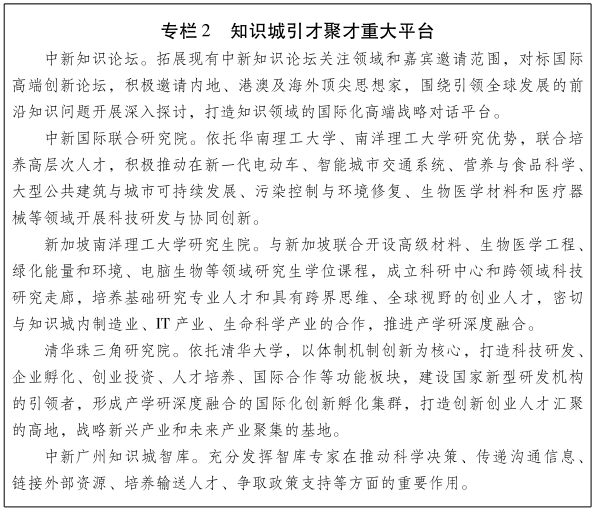 专栏2 知识城引才聚才重大平台
中新知识论坛。拓展现有中新知识论坛关注领域和嘉宾邀请范围，对标国际
高端创新论坛，积极邀请内地、港澳及海外顶尖思想家，围绕引领全球发展的前
沿知识问题开展深入探讨，打造知识领域的国际化高端战略对话平台。
中新国际联合研究院。依托华南理工大学、南洋理工大学研究优势，联合培
养高层次人才，积极推动在新一代电动车、智能城市交通系统、营养与食品科学、
大型公共建筑与城市可持续发展、污染控制与环境修复、生物医学材料和医疗器
械等领域开展科技研发与协同创新。
新加坡南洋理工大学研究生院。与新加坡联合开设高级材料、生物医学工程、
绿化能量和环境、电脑生物等领域研究生学位课程，成立科研中心和跨领域科技
研究走廊，培养基础研究专业人才和具有跨界思维、全球视野的创业人才，密切
与知识城内制造业、IT产业、生命科学产业的合作，推进产学研深度融合。
清华珠三角研究院。依托清华大学，以体制机制创新为核心，打造科技研发、
企业孵化、创业投资、人才培养、国际合作等功能板块，建设国家新型研发机构
的引领者，形成产学研深度融合的国际化创新孵化集群，打造创新创业人才汇聚
的高地，战略新兴产业和未来产业聚集的基地。
中新广州知识城智库。充分发挥智库专家在推动科学决策、传递沟通信息、
链接外部资源、培养输送人才、争取政策支持等方面的重要作用。